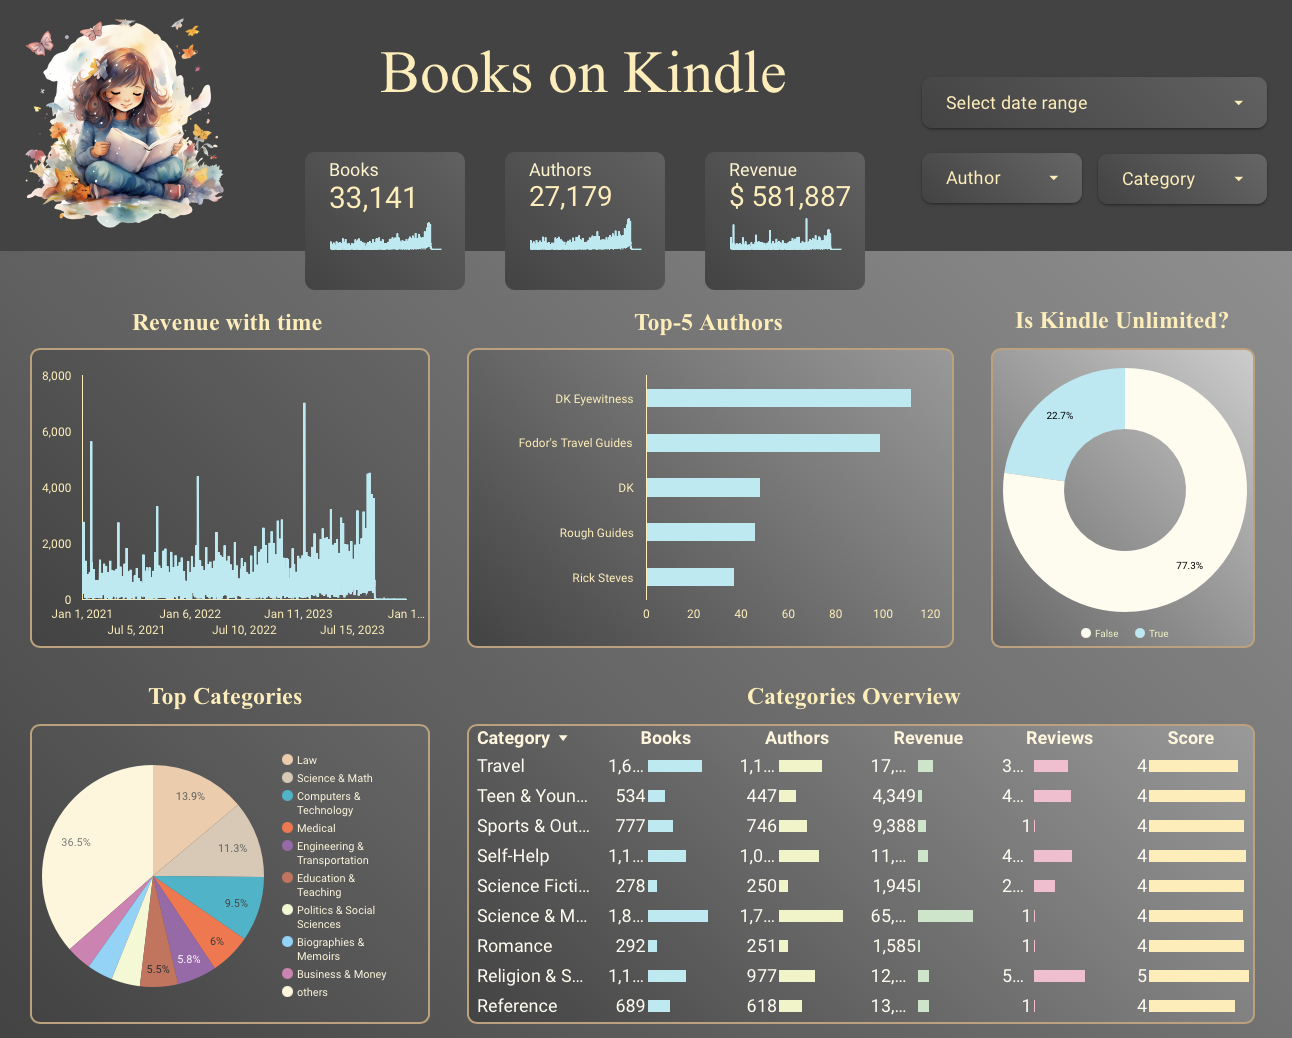 Books on Kindle
Select date range
Author
Category
Books
33,141
Authors
27,179
Revenue
$ 581,887
Revenue with time
8,000
6,000
4,000
2,000
0
Jan 1, 2021
Jan 6, 2022
Jan 11, 2023
Jan 1...
Jul 5, 2021
Jul 10, 2022
Jul 15, 2023
Top-5 Authors
DK Eyewitness
Fodor's Travel Guides
DK
Rough Guides
Rick Steves
0 20 40 60 80 100 120
Is Kindle Unlimited?
22.7%
77.3%
False
True
Top Categories
13.9%
11.3%
9.5%
6%
5.8%
5.5%
36.5%
Law
Science & Math
Computers &
Technology
Medical
Engineering &
Transportation
Education &
Teaching
Politics & Social
Sciences
Biographies &
Memoirs
Business & Money
others
Categories Overview
Category Books Authors Revenue Reviews Score
Travel 1,6... 1,1... 17,... 3... 4
Teen & Youn... 534 447 4,349 4... 4
Sports & Out... 777 746 9,388 1 4
Self-Help 1,1... 1,0... 11,... 4... 4
Science Ficti... 278 250 1,945 2... 4
Science & M... 1,8... 1,7... 65,... 1 4
Romance 292 251 1,585 1 4
Religion & S... 1,1... 977 12,... 5... 5
Reference 689 618 13,... 1 4